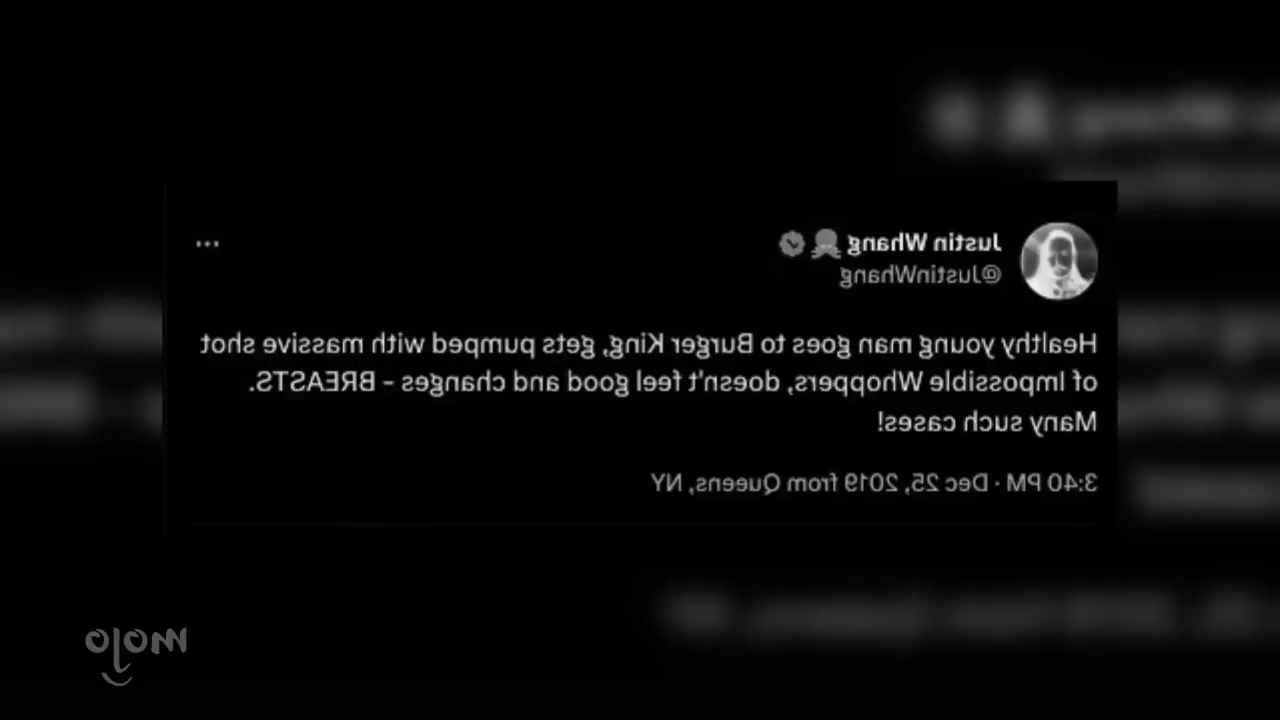 Justin Whang
@JustinWhang
Healthy young man goes to Burger King, gets pumped with massive shot
of Impossible Whoppers, doesn't feel good and changes - BREASTS.
Many such cases!
3:40 PM · Dec 25, 2019 from Queens, NY